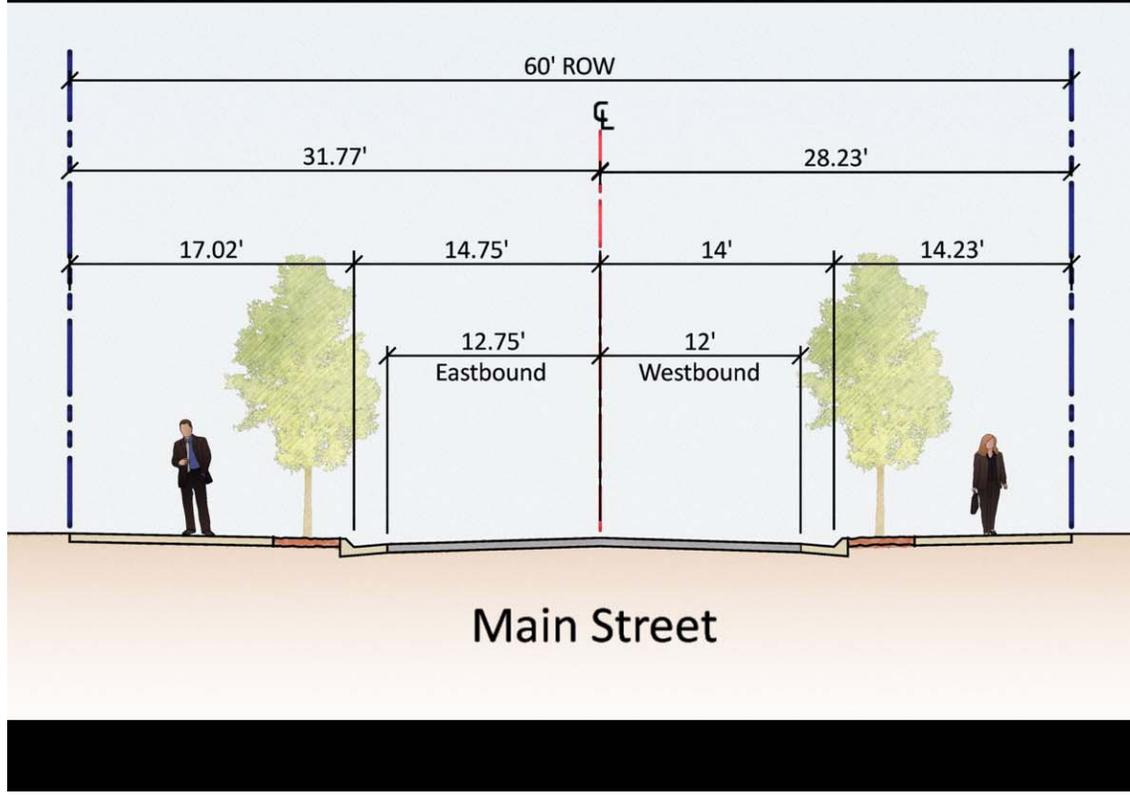 60' ROW
℄
31.77' 28.23'
17.02' 14.75' 14' 14.23'
12.75' 12'
Eastbound Westbound
Main Street